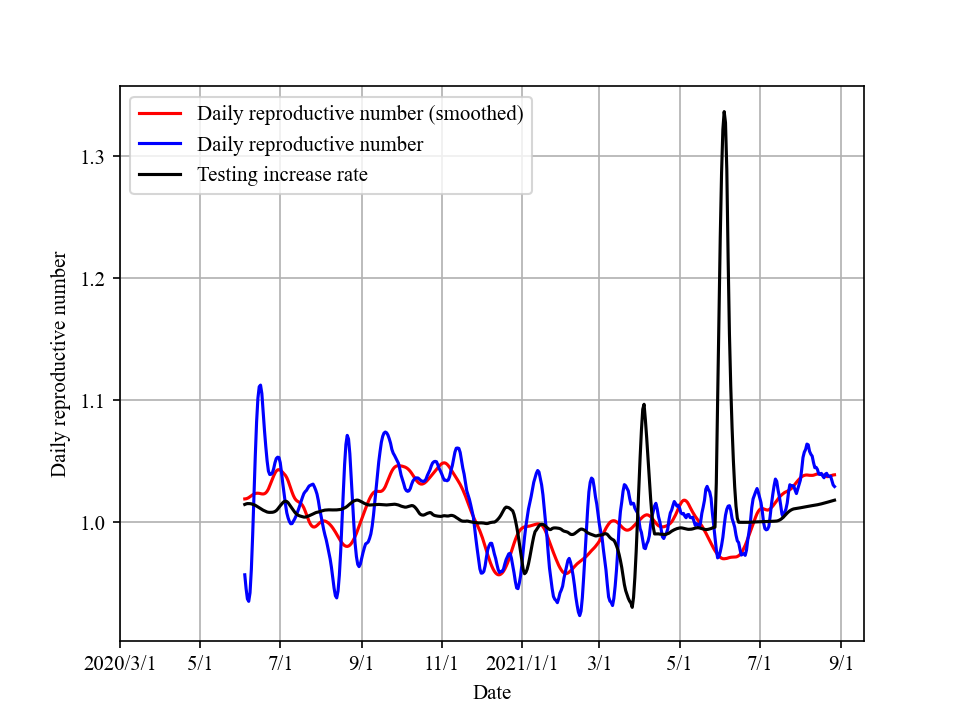 Daily reproductive number (smoothed)
Daily reproductive number
Testing increase rate
Daily reproductive number
1.3
1.2
1.1
1.0
2020/3/1 5/1 7/1 9/1 11/1 2021/1/1 3/1 5/1 7/1 9/1
Date